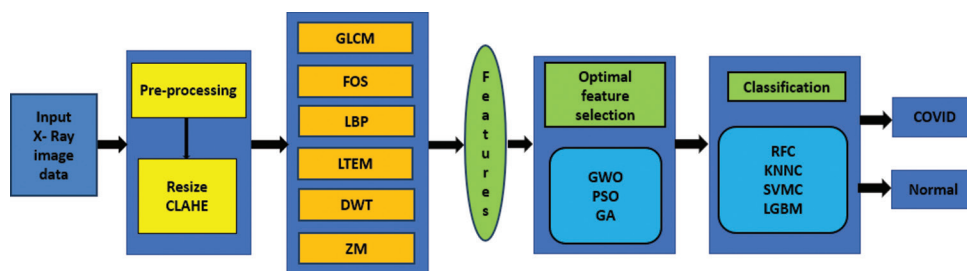 Input
X- Ray
image
data
Pre-processing
Resize
CLAHE
GLCM
FOS
LBP
LTEM
DWT
ZM
Features
Optimal
feature
selection
GWO
PSO
GA
Classification
RFC
KNNC
SVMC
LGBM
COVID
Normal